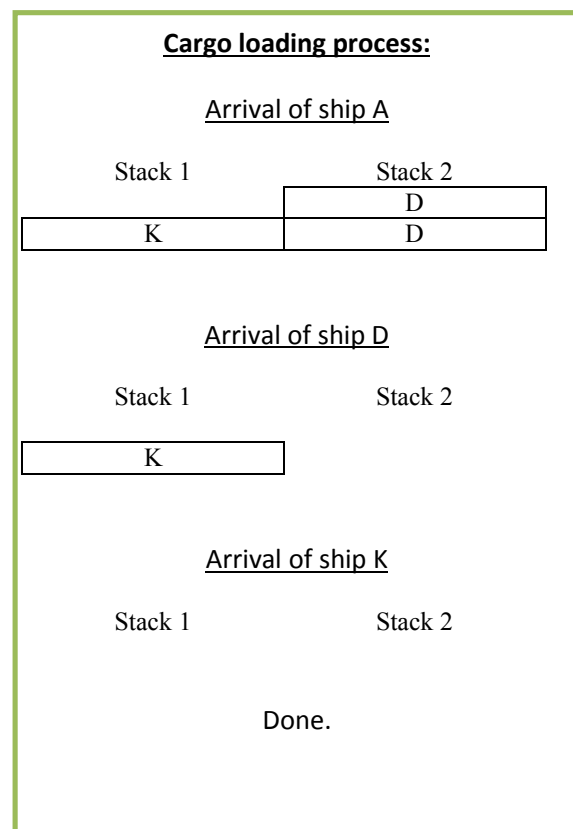 Cargo loading process:
Arrival of ship A
Stack 1 Stack 2
D
K D
Arrival of ship D
Stack 1 Stack 2
K
Arrival of ship K
Stack 1 Stack 2
Done.